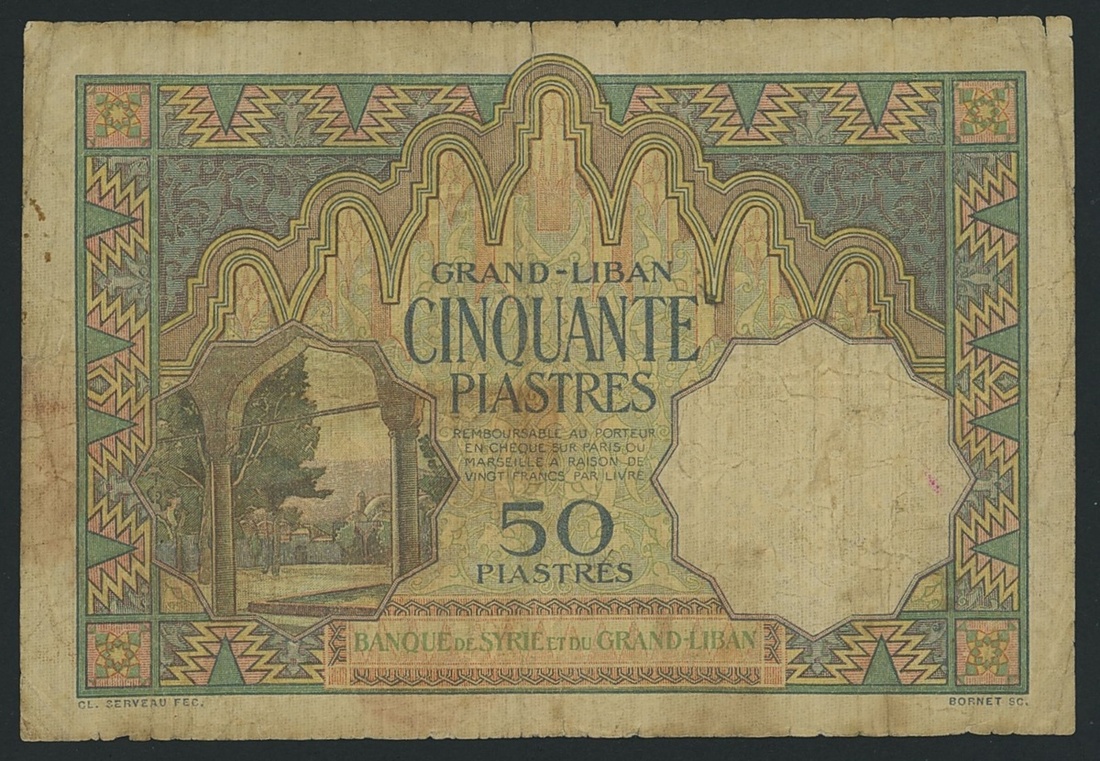 GRAND-LIBAN
CINQUANTE
PIASTRES
REMBOURSABLE AU PORTEUR
EN CHÈQUE SUR PARIS OU
MARSEILLE A RAISON DE
VINGT FRANCS PAR LIVRE
50
PIASTRES
BANQUE DE SYRIE ET DU GRAND-LIBAN
CL. SERVEAU FEC.
BORNET SC.